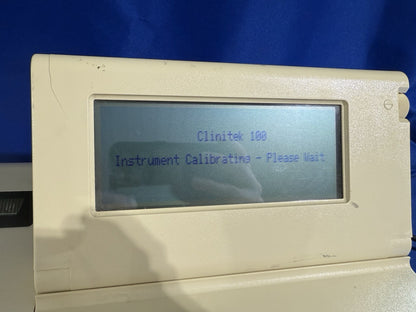 Clinitek 100
Instrument Calibrating - Please Wait